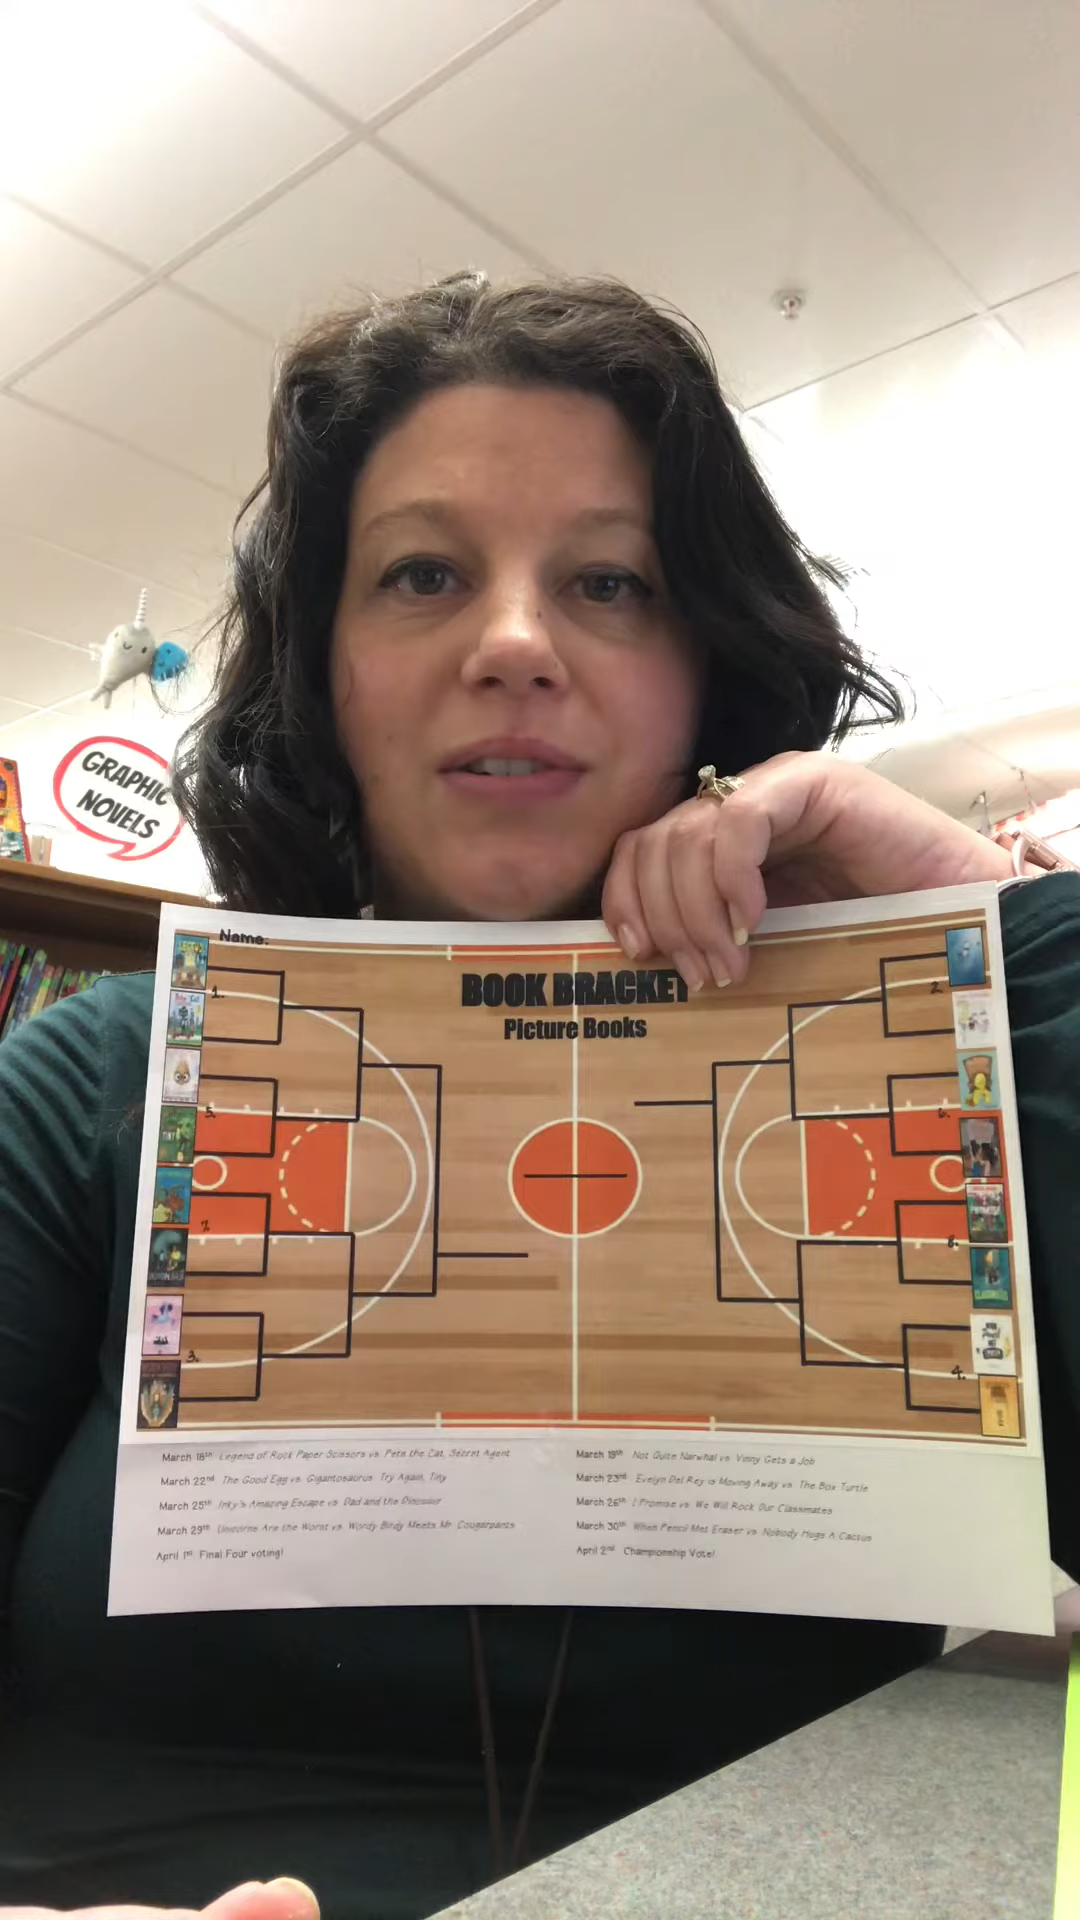 GRAPHIC
NOVELS
Name:
BOOK BRACKET
Picture Books
1.
2.
5.
6.
7.
8.
3.
4.
March 18th Legend of Rock Paper Scissors vs. Pete the Cat, Secret Agent
March 22nd The Good Egg vs. Gigantosaurus Try Again, Tiny
March 25th Inky's Amazing Escape vs. Dad and the Dinosaur
March 29th Unicorns Are the Worst vs. Wordy Birdy Meets Mr. Cougarpants
April 1st Final Four voting!
March 19th Not Quite Narwhal vs. Vinny Gets a Job
March 23rd Evelyn Del Rey is Moving Away vs. The Box Turtle
March 26th I Promise vs. We Will Rock Our Classmates
March 30th When Pencil Met Eraser vs. Nobody Hugs A Cactus
April 2nd Championship Vote!